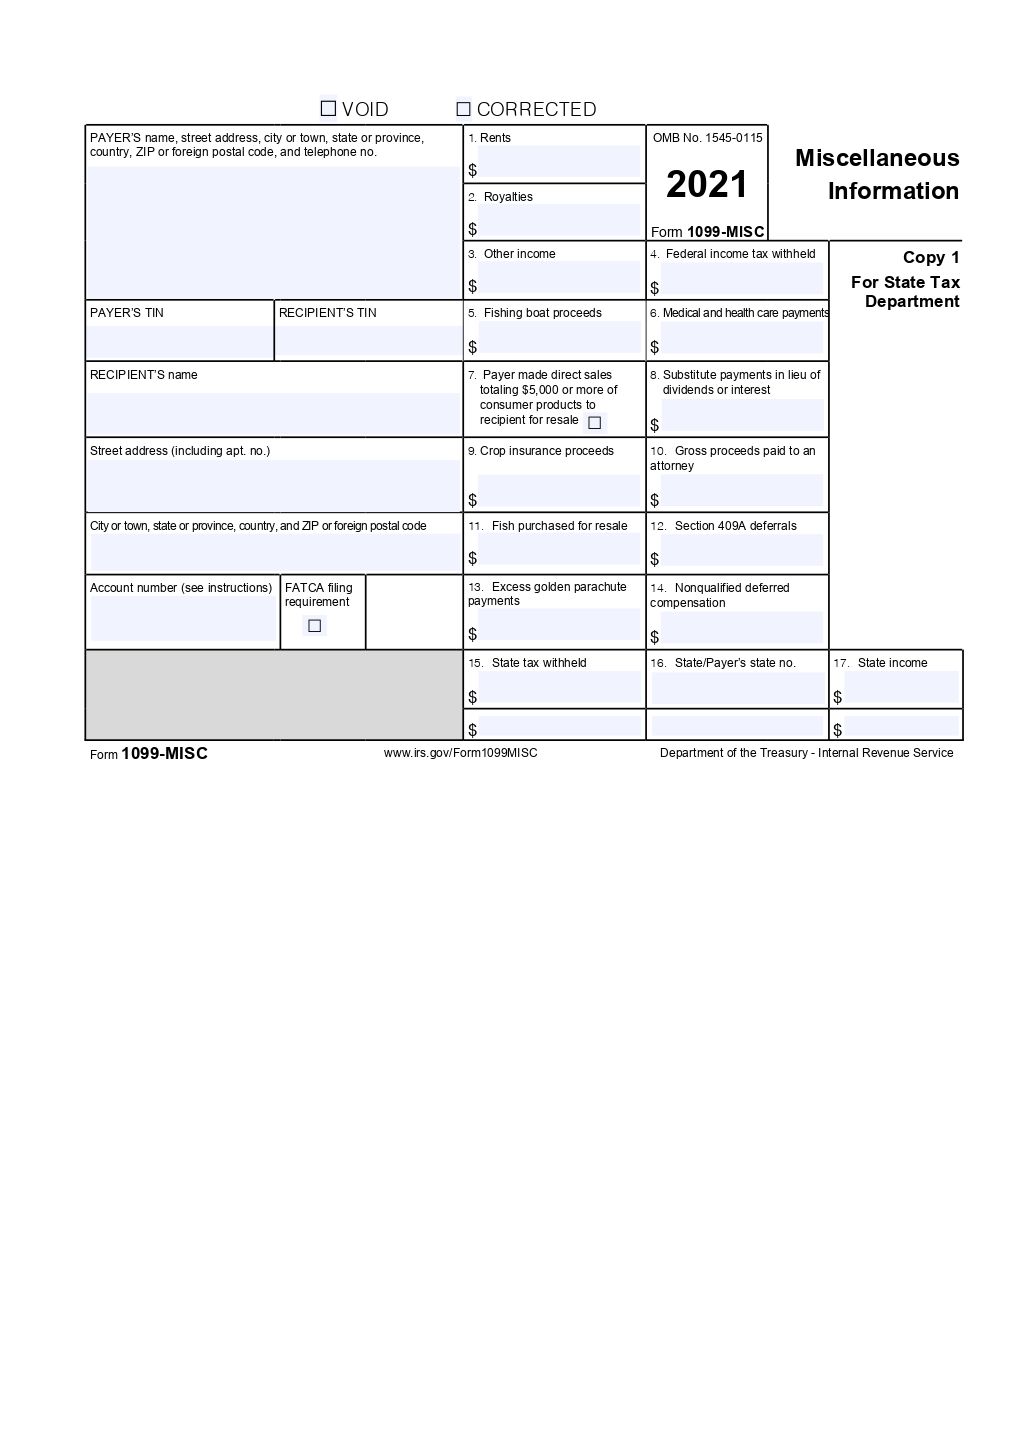 ☐ VOID ☐ CORRECTED
PAYER'S name, street address, city or town, state or province,
country, ZIP or foreign postal code, and telephone no.
1. Rents
$
2. Royalties
$
OMB No. 1545-0115
2021
Form 1099-MISC
Miscellaneous
Information
3. Other income
$
4. Federal income tax withheld
$
Copy 1
For State Tax
Department
PAYER'S TIN
RECIPIENT'S TIN
5. Fishing boat proceeds
$
6. Medical and health care payments
$
RECIPIENT'S name
7. Payer made direct sales
totaling $5,000 or more of
consumer products to
recipient for resale ☐
8. Substitute payments in lieu of
dividends or interest
$
Street address (including apt. no.)
9. Crop insurance proceeds
$
10. Gross proceeds paid to an
attorney
$
City or town, state or province, country, and ZIP or foreign postal code
11. Fish purchased for resale
$
12. Section 409A deferrals
$
Account number (see instructions)
FATCA filing
requirement
☐
13. Excess golden parachute
payments
$
14. Nonqualified deferred
compensation
$
15. State tax withheld
$
$
16. State/Payer's state no.
17. State income
$
$
Form 1099-MISC
www.irs.gov/Form1099MISC
Department of the Treasury - Internal Revenue Service